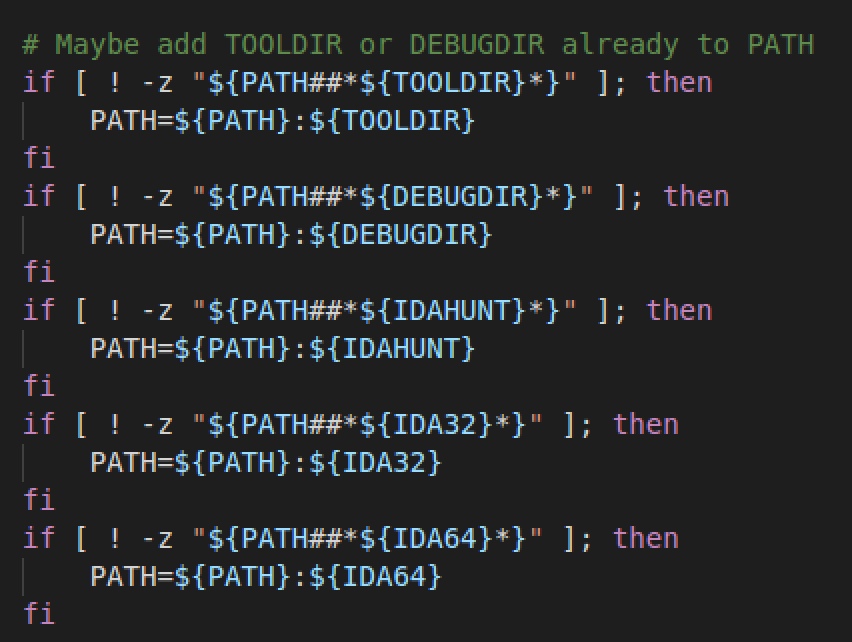 # Maybe add TOOLDIR or DEBUGDIR already to PATH
if [ ! -z "${PATH##*${TOOLDIR}*}" ]; then
    PATH=${PATH}:${TOOLDIR}
fi
if [ ! -z "${PATH##*${DEBUGDIR}*}" ]; then
    PATH=${PATH}:${DEBUGDIR}
fi
if [ ! -z "${PATH##*${IDAHUNT}*}" ]; then
    PATH=${PATH}:${IDAHUNT}
fi
if [ ! -z "${PATH##*${IDA32}*}" ]; then
    PATH=${PATH}:${IDA32}
fi
if [ ! -z "${PATH##*${IDA64}*}" ]; then
    PATH=${PATH}:${IDA64}
fi